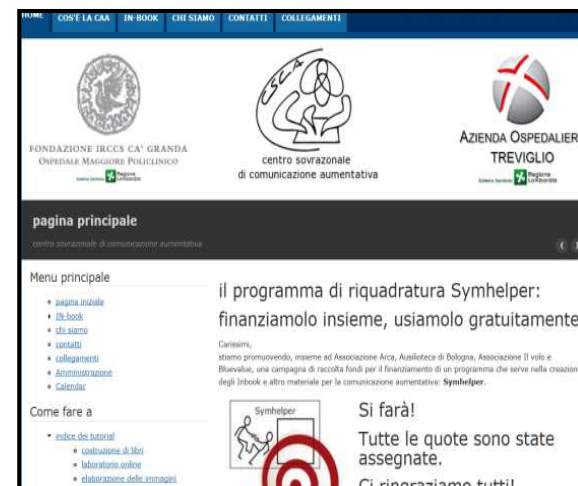 HOME COS'È LA CAA IN-BOOK CHI SIAMO CONTATTI COLLEGAMENTI
CSCA
FONDAZIONE IRCCS CA' GRANDA
OSPEDALE MAGGIORE POLICLINICO
Regione
Lombardia
centro sovrazonale
di comunicazione aumentativa
AZIENDA OSPEDALIER
TREVIGLIO
Regione
Lombardia
pagina principale
centro sovrazonale di comunicazione aumentativa
Menu principale
pagina iniziale
IN-book
chi siamo
contatti
collegamenti
Amministrazione
Calendar
Come fare a
indice dei tutorial
costruzione di libri
laboratorio online
elaborazione delle immagini
il programma di riquadratura Symhelper:
finanziamolo insieme, usiamolo gratuitamente
Carissimi,
stiamo promuovendo, insieme ad Associazione Arca, Ausilioteca di Bologna, Associazione Il volo e
Bluevalue, una campagna di raccolta fondi per il finanziamento di un programma che serve nella creazion
degli Inbook e altro materiale per la comunicazione aumentativa: Symhelper.
Symhelper
Si farà!
Tutte le quote sono state
assegnate.
Ci ringraziamo tutti!